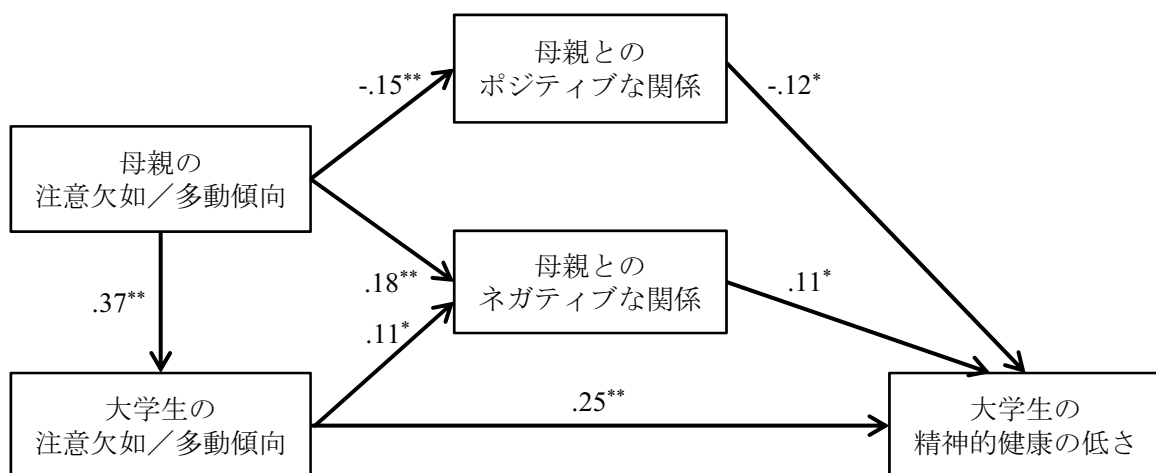 母親との
ポジティブな関係
-.15**
-.12*
母親の
注意欠如／多動傾向
母親との
ネガティブな関係
.18**
.11*
.37**
.11*
大学生の
注意欠如／多動傾向
.25**
大学生の
精神的健康の低さ